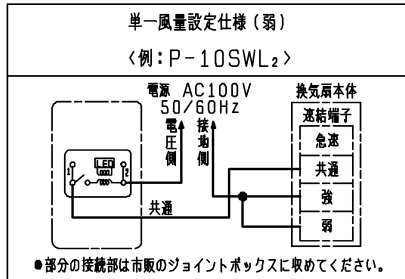 単一風量設定仕様（弱）
〈例：P-10SWL₂〉
電源 AC100V
50/60Hz
電圧側
接地側
換気扇本体
速結端子
急速
共通
強
弱
LED
1
2
共通
●部分の接続部は市販のジョイントボックスに収めてください。